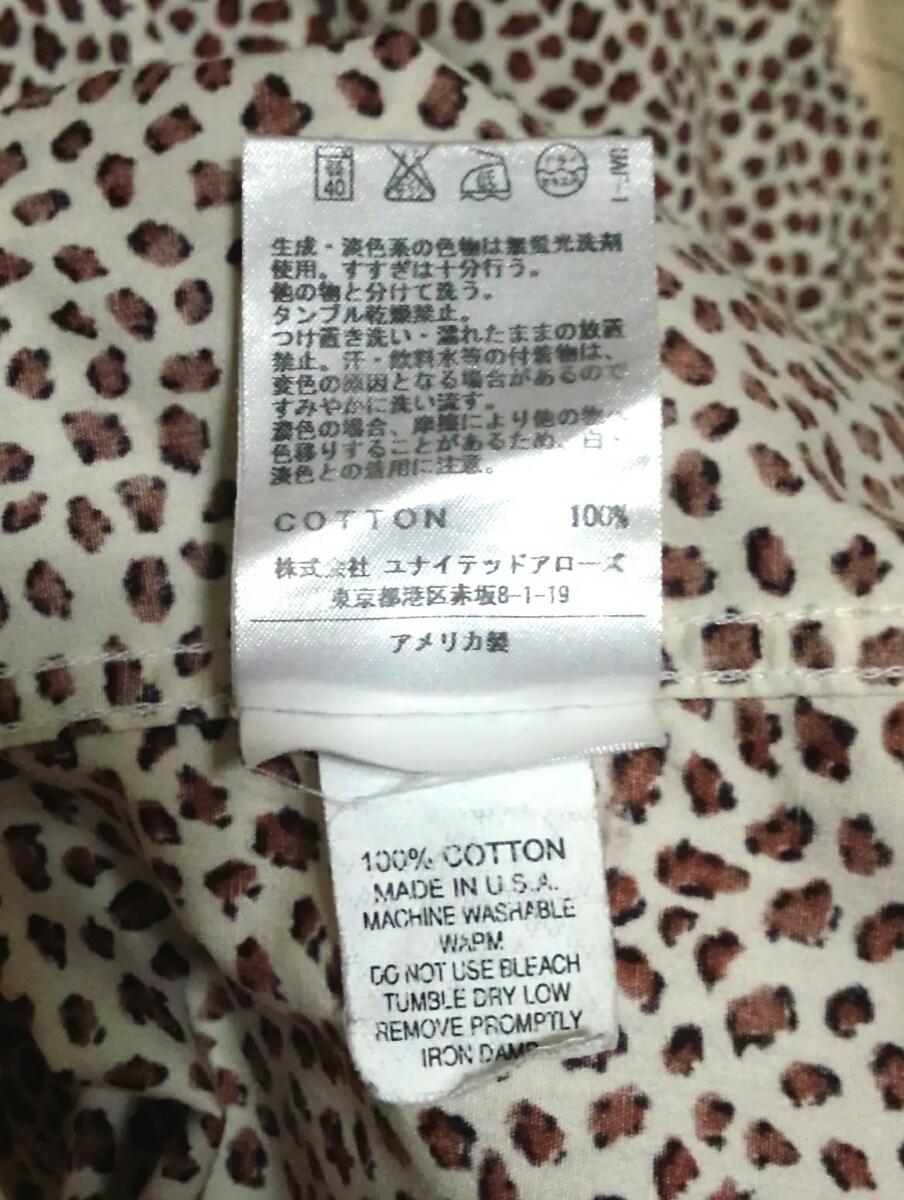 40
低
生成・淡色系の色物は無蛍光洗剤
使用。すすぎは十分行う。
他の物と分けて洗う。
タンブル乾燥禁止。
つけ置き洗い・濡れたままの放置
禁止。汗・飲料水等の付着物は、
変色の原因となる場合があるので
すみやかに洗い流す。
濃色の場合、摩擦により他の物へ
色移りすることがあるため、白・
淡色との着用に注意。
COTTON 100%
株式会社 ユナイテッドアローズ
東京都港区赤坂8-1-19
アメリカ製
100% COTTON
MADE IN U.S.A.
MACHINE WASHABLE
WARM
DO NOT USE BLEACH
TUMBLE DRY LOW
REMOVE PROMPTLY
IRON DAMP